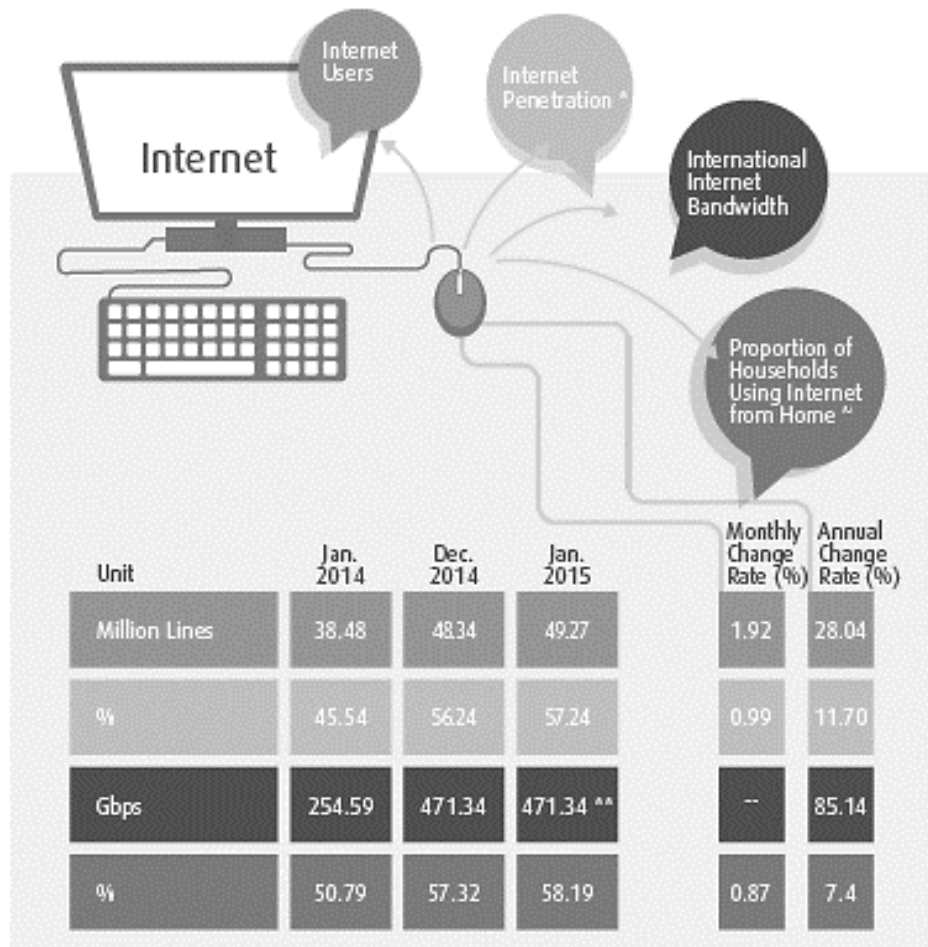 Internet
Internet
Users
Internet
Penetration ^
International
Internet
Bandwidth
Proportion of
Households
Using Internet
from Home ^~
Unit
Jan.
2014
Dec.
2014
Jan.
2015
Monthly
Change
Rate (%)
Annual
Change
Rate (%)
Million Lines 38.48 48.34 49.27 1.92 28.04
% 45.54 56.24 57.24 0.99 11.70
Gbps 254.59 471.34 471.34 ^^ -- 85.14
% 50.79 57.32 58.19 0.87 7.4